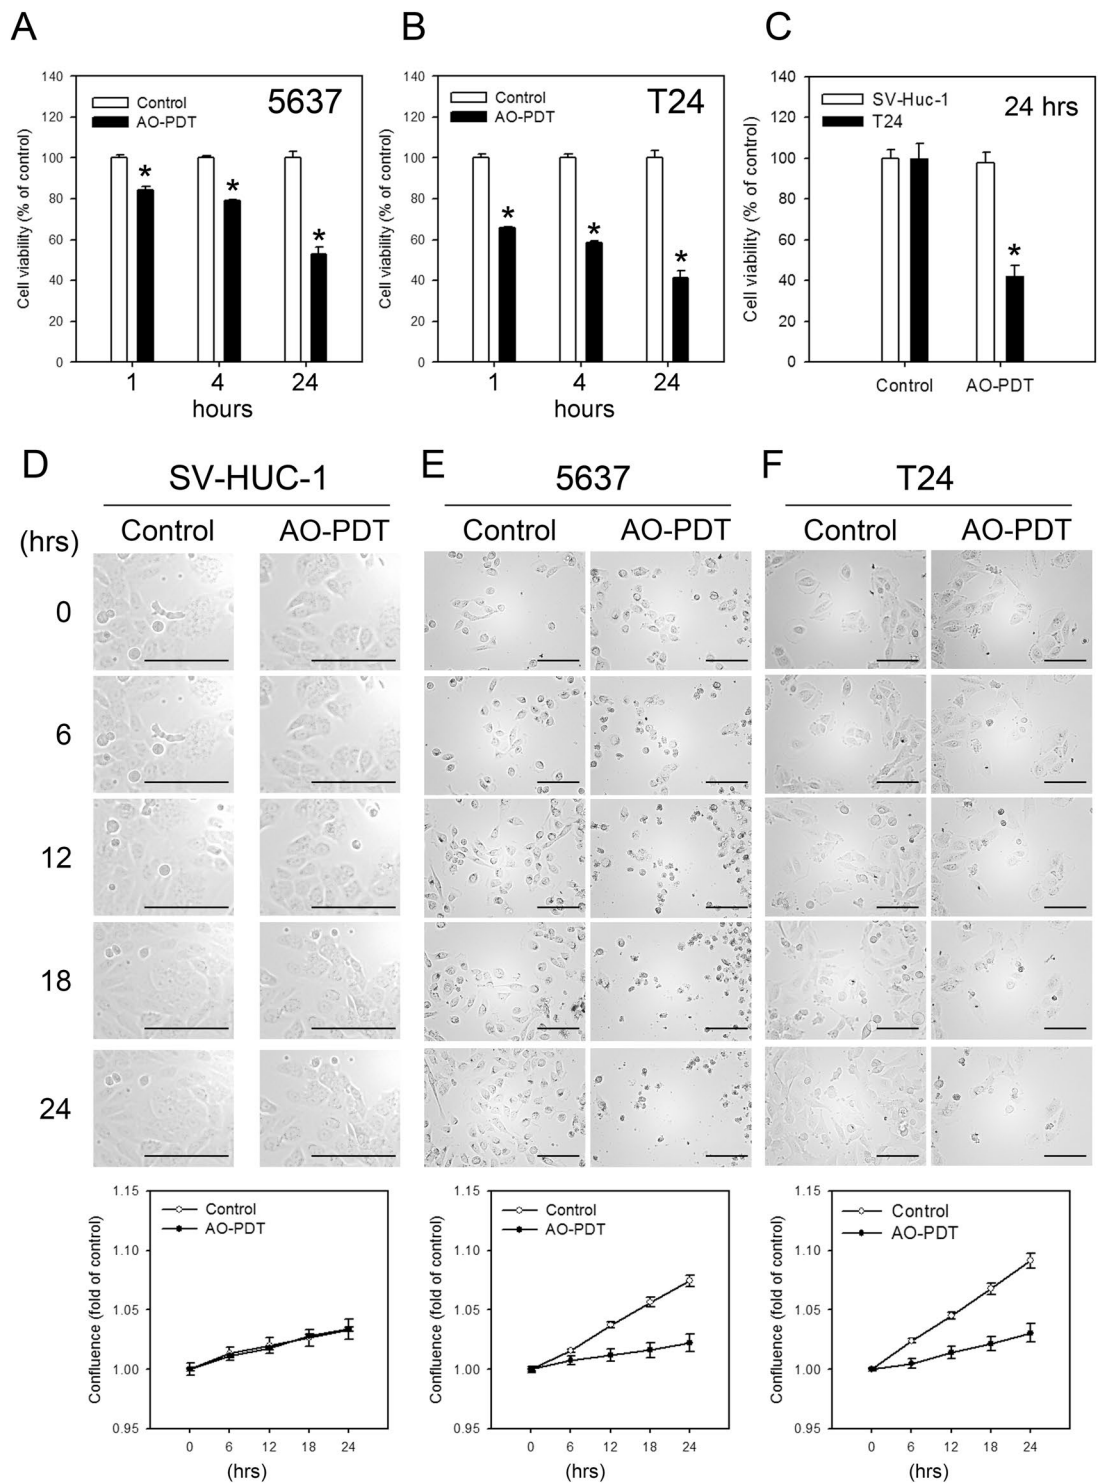 A
B
C
140
120
100
80
60
40
20
0
Cell viability (% of control)
Control
AO-PDT
5637
*
*
*
1
4
24
hours
140
120
100
80
60
40
20
0
Cell viability (% of control)
Control
AO-PDT
T24
*
*
*
1
4
24
hours
140
120
100
80
60
40
20
0
Cell viability (% of control)
SV-Huc-1
T24
24 hrs
*
Control
AO-PDT
D
SV-HUC-1
E
5637
F
T24
(hrs)
Control
AO-PDT
Control
AO-PDT
Control
AO-PDT
0
6
12
18
24
1.15
1.10
1.05
1.00
0.95
Confluence (fold of control)
Control
AO-PDT
0
6
12
18
24
(hrs)
1.15
1.10
1.05
1.00
0.95
Confluence (fold of control)
Control
AO-PDT
0
6
12
18
24
(hrs)
1.15
1.10
1.05
1.00
0.95
Confluence (fold of control)
Control
AO-PDT
0
6
12
18
24
(hrs)